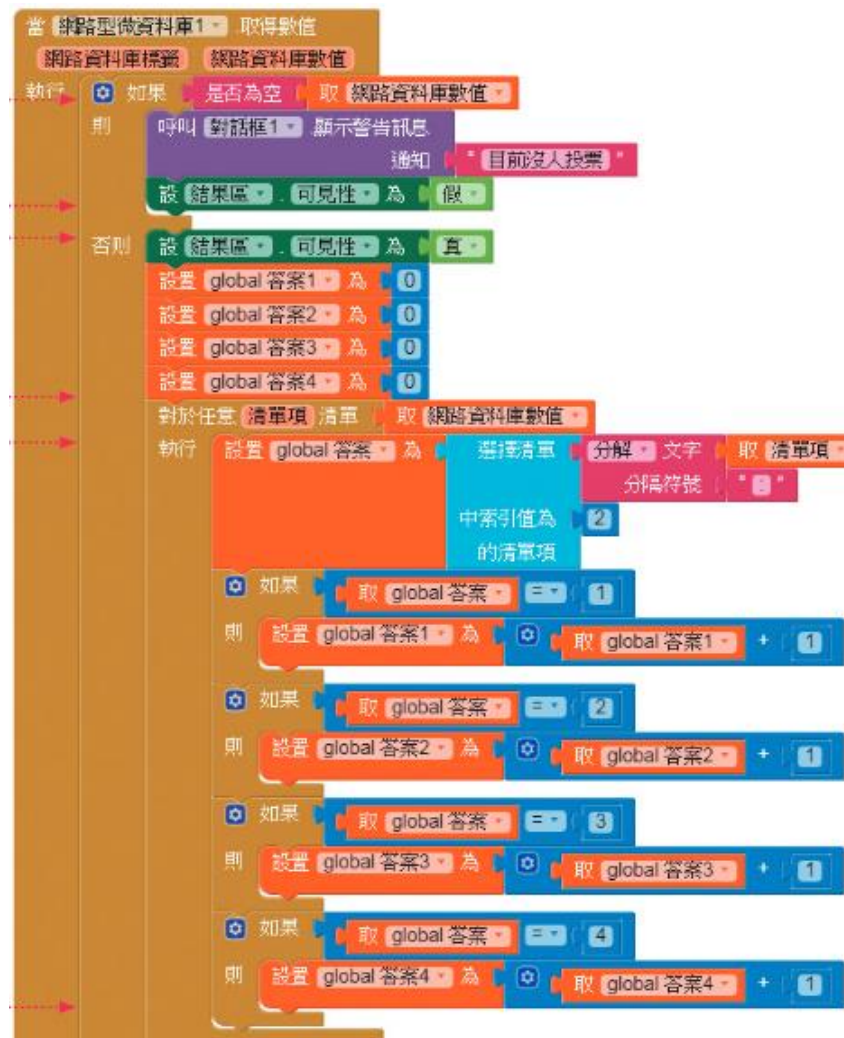 當 網路型微資料庫1 取得數值
網路資料庫標籤 網路資料庫數值
執行 如果 是否為空 取 網路資料庫數值
則 呼叫 對話框1 顯示警告訊息
通知 " 目前沒人投票 "
設 結果區 . 可見性 為 假
否則 設 結果區 . 可見性 為 真
設置 global 答案1 為 0
設置 global 答案2 為 0
設置 global 答案3 為 0
設置 global 答案4 為 0
對於任意 清單項 清單 取 網路資料庫數值
執行 設置 global 答案 為 選擇清單 分解 文字 取 清單項
分隔符號 " : "
中索引值為 2
的清單項
如果 取 global 答案 = 1
則 設置 global 答案1 為 取 global 答案1 + 1
如果 取 global 答案 = 2
則 設置 global 答案2 為 取 global 答案2 + 1
如果 取 global 答案 = 3
則 設置 global 答案3 為 取 global 答案3 + 1
如果 取 global 答案 = 4
則 設置 global 答案4 為 取 global 答案4 + 1